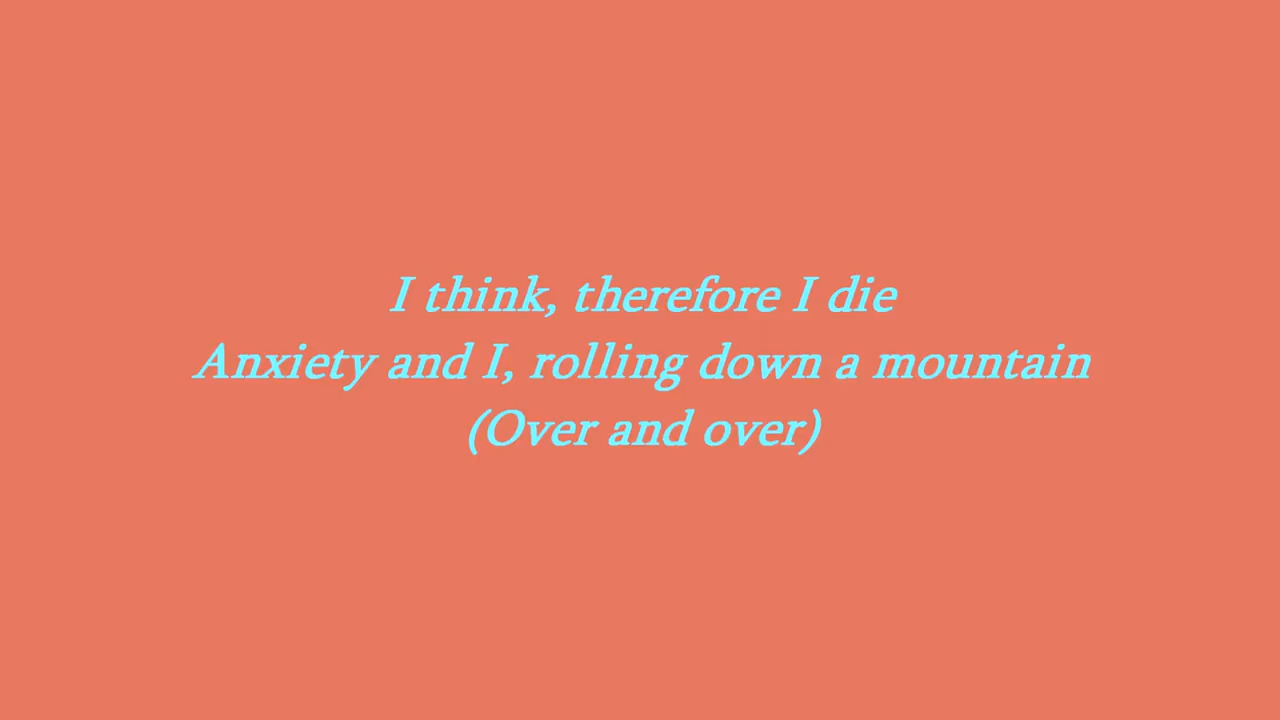 I think, therefore I die
Anxiety and I, rolling down a mountain
(Over and over)